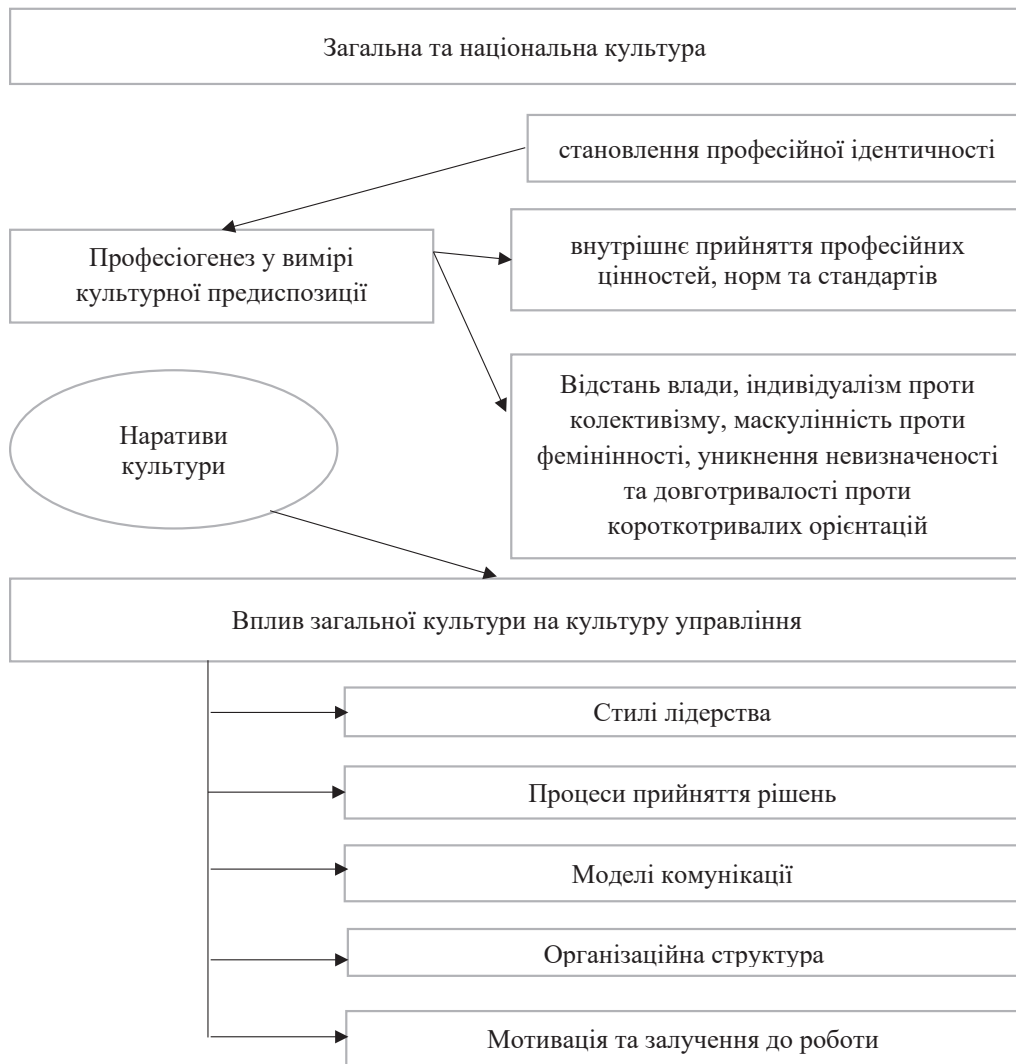 Загальна та національна культура
становлення професійної ідентичності
Професіогенез у вимірі
культурної предиспозиції
внутрішнє прийняття професійних
цінностей, норм та стандартів
Відстань влади, індивідуалізм проти
колективізму, маскулінність проти
фемінінності, уникнення невизначеності
та довготривалості проти
короткотривалих орієнтацій
Наративи
культури
Вплив загальної культури на культуру управління
Стилі лідерства
Процеси прийняття рішень
Моделі комунікації
Організаційна структура
Мотивація та залучення до роботи